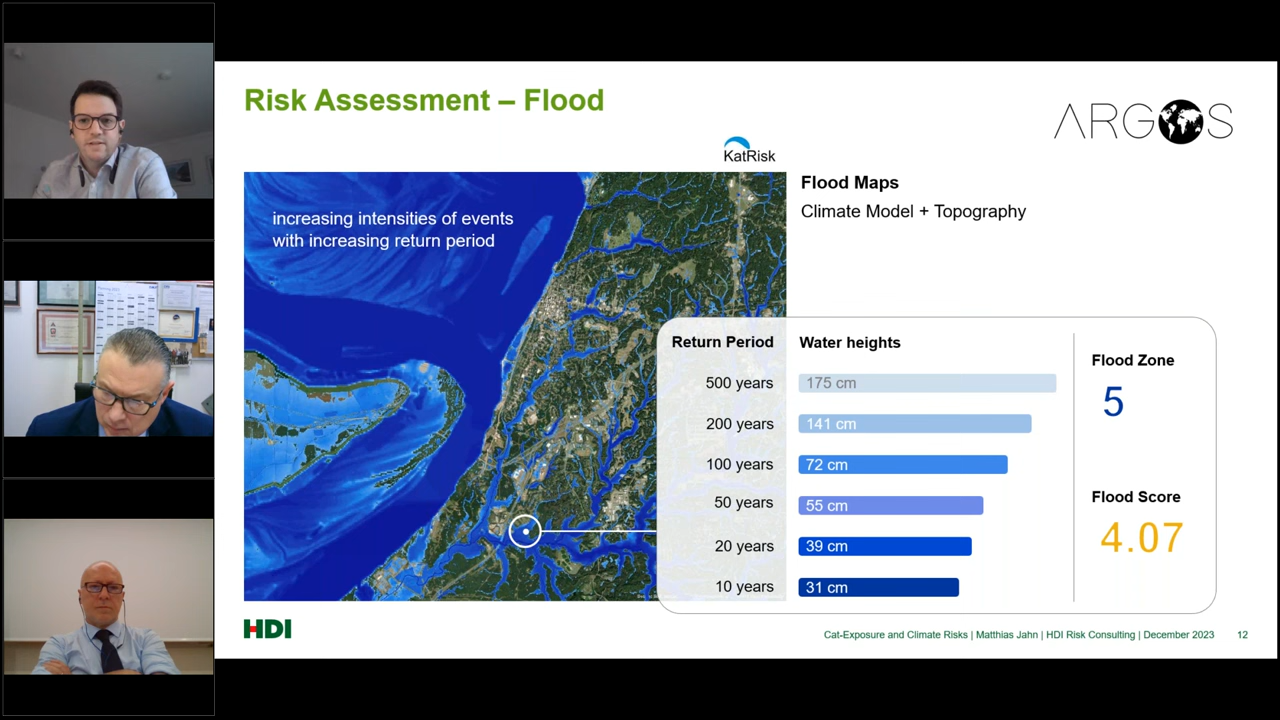 Risk Assessment – Flood
ARGOS
KatRisk
increasing intensities of events
with increasing return period
Flood Maps
Climate Model + Topography
Return Period
Water heights
500 years
175 cm
200 years
141 cm
100 years
72 cm
50 years
55 cm
20 years
39 cm
10 years
31 cm
Flood Zone
5
Flood Score
4.07
HDI
Cat-Exposure and Climate Risks | Matthias Jahn | HDI Risk Consulting | December 2023
12